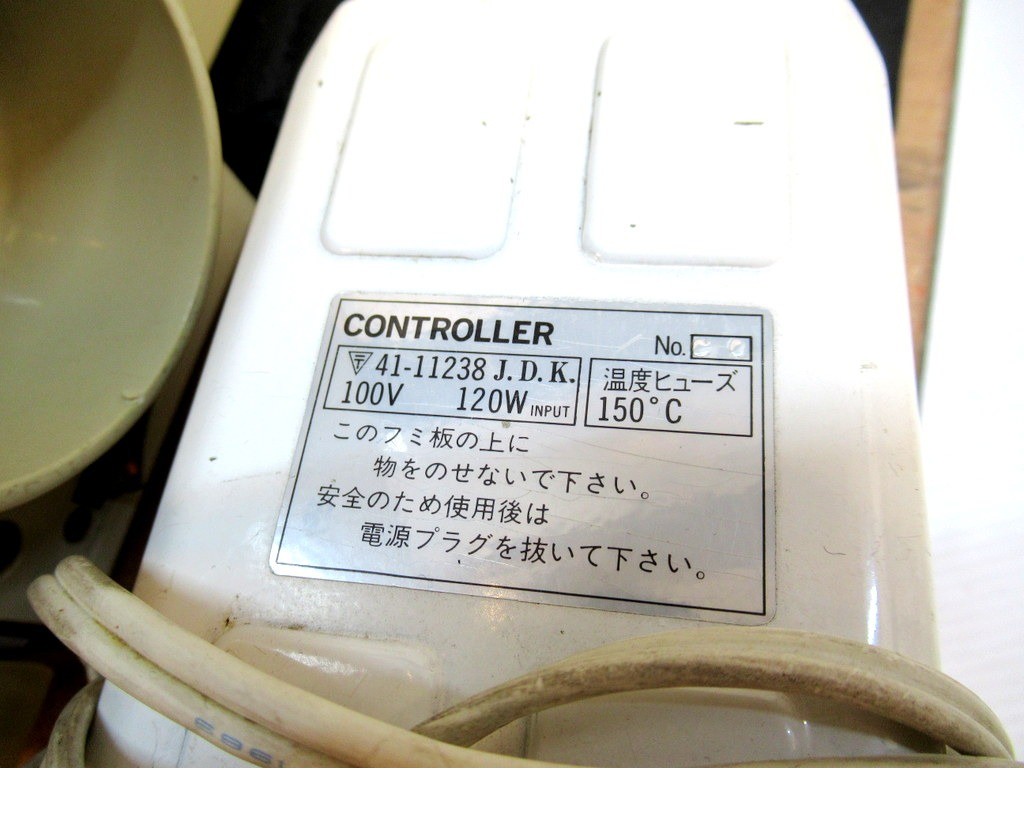 CONTROLLER
No.
〒 41-11238 J.D.K.
100V 120W INPUT
温度ヒューズ
150°C
このフミ板の上に
物をのせないで下さい。
安全のため使用後は
電源プラグを抜いて下さい。